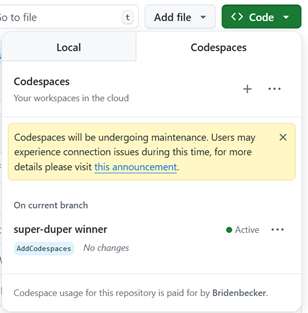 Go to file
t
Add file
<> Code
Local
Codespaces
Codespaces
Your workspaces in the cloud
Codespaces will be undergoing maintenance. Users may
experience connection issues during this time, for more
details please visit this announcement.
On current branch
super-duper winner
Active
AddCodespaces
No changes
Codespace usage for this repository is paid for by Bridenbecker.